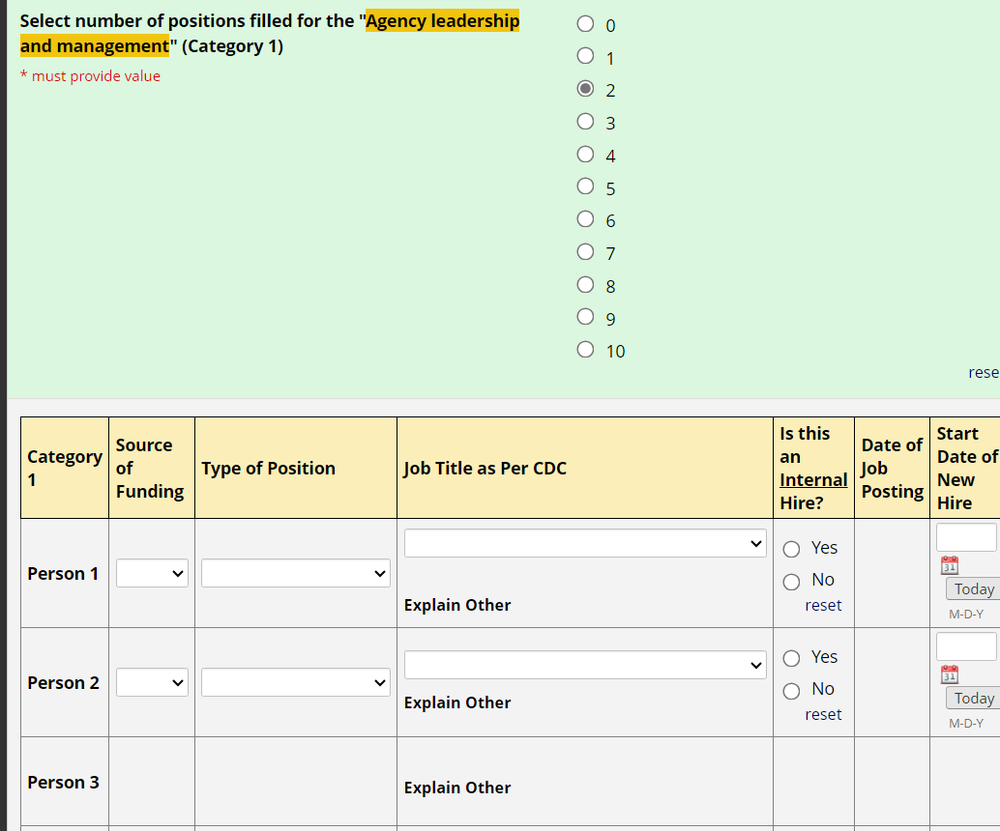 Select number of positions filled for the "Agency leadership
and management" (Category 1)
* must provide value
0
1
2
3
4
5
6
7
8
9
10
rese
Category
1
Source
of
Funding
Type of Position
Job Title as Per CDC
Is this
an
Internal
Hire?
Date of
Job
Posting
Start
Date of
New
Hire
Person 1
Explain Other
Yes
No
reset
31
Today
M-D-Y
Person 2
Explain Other
Yes
No
reset
31
Today
M-D-Y
Person 3
Explain Other